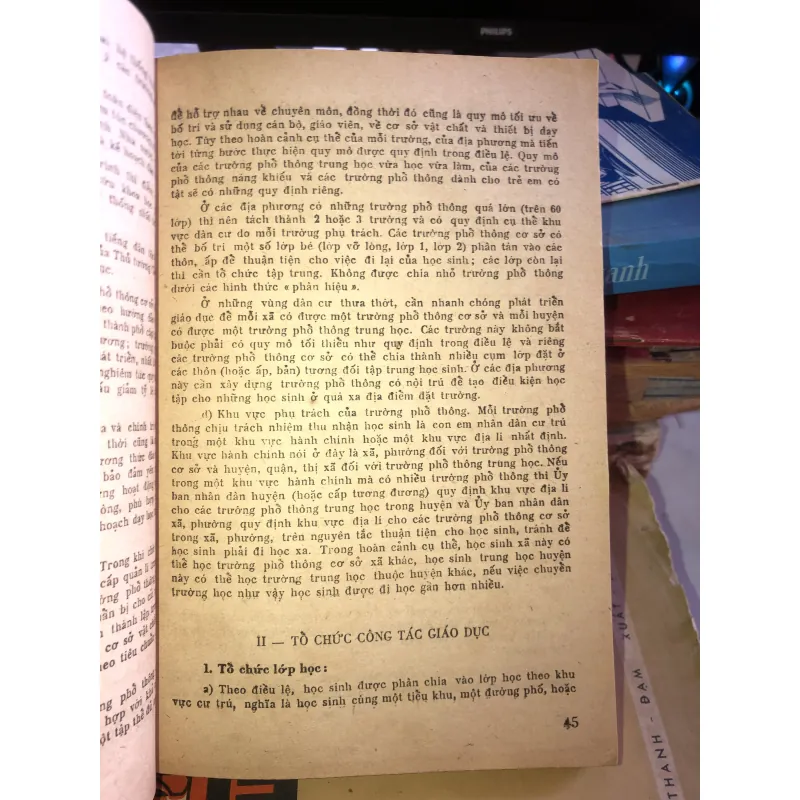 PHILIPS
để hỗ trợ nhau về chuyên môn, đồng thời đó cũng là quy mô tối ưu về
bố trí và sử dụng cán bộ, giáo viên, về cơ sở vật chất và thiết bị dạy
học. Tùy theo hoàn cảnh cụ thể của mỗi trường, của địa phương mà tiến
tới từng bước thực hiện quy mô được quy định trong điều lệ. Quy mô
của các trường phổ thông trung học vừa học vừa làm, của các trường
phổ thông năng khiếu và các trường phổ thông dành cho trẻ em có
tật sẽ có những quy định riêng.
Ở các địa phương có những trường phổ thông quá lớn (trên 60
lớp) thì nên tách thành 2 hoặc 3 trường và có quy định cụ thể khu
vực dân cư do mỗi trường phụ trách. Các trường phổ thông cơ sở có
thể bố trí một số lớp bé (lớp vỡ lòng, lớp 1, lớp 2) phân tán vào các
thôn, ấp để thuận tiện cho việc đi lại của học sinh; các lớp còn lại
thì cần tổ chức tập trung. Không được chia nhỏ trường phổ thông
dưới các hình thức « phân hiệu ».
Ở những vùng dân cư thưa thớt, cần nhanh chóng phát triển
giáo dục để mỗi xã có được một trường phổ thông cơ sở và mỗi huyện
có được một trường phổ thông trung học. Các trường này không bắt
buộc phải có quy mô tối thiểu như quy định trong điều lệ và riêng
các trường phổ thông cơ sở có thể chia thành nhiều cụm lớp đặt ở
các thôn (hoặc ấp, bản) tương đối tập trung học sinh. Ở các địa phương
này cần xây dựng trường phổ thông có nội trú để tạo điều kiện học
tập cho những học sinh ở quá xa địa điểm đặt trường.
d) Khu vực phụ trách của trường phổ thông. Mỗi trường phổ
thông chịu trách nhiệm thu nhận học sinh là con em nhân dân cư trú
trong một khu vực hành chính hoặc một khu vực địa lí nhất định.
Khu vực hành chính nói ở đây là xã, phường đối với trường phổ thông
cơ sở và huyện, quận, thị xã đối với trường phổ thông trung học. Nếu
trong một khu vực hành chính mà có nhiều trường phổ thông thì Ủy
ban nhân dân huyện (hoặc cấp tương đương) quy định khu vực địa lí
cho các trường phổ thông trung học trong huyện và Ủy ban nhân dân
xã, phường quy định khu vực địa lí cho các trường phổ thông cơ sở
trong xã, phường, trên nguyên tắc thuận tiện cho học sinh, tránh để
học sinh phải đi học xa. Trong hoàn cảnh cụ thể, học sinh xã này có
thể học trường phổ thông cơ sở xã khác, học sinh trung học huyện
này có thể học trường trung học thuộc huyện khác, nếu việc chuyển
trường học như vậy học sinh được đi học gần hơn nhiều.
II — TỔ CHỨC CÔNG TÁC GIÁO DỤC
1. Tổ chức lớp học:
a) Theo điều lệ, học sinh được phân chia vào lớp học theo khu
vực cư trú, nghĩa là học sinh cùng một tiểu khu, một đường phố, hoặc
45
anh
THANH - ĐẠM XUẤT